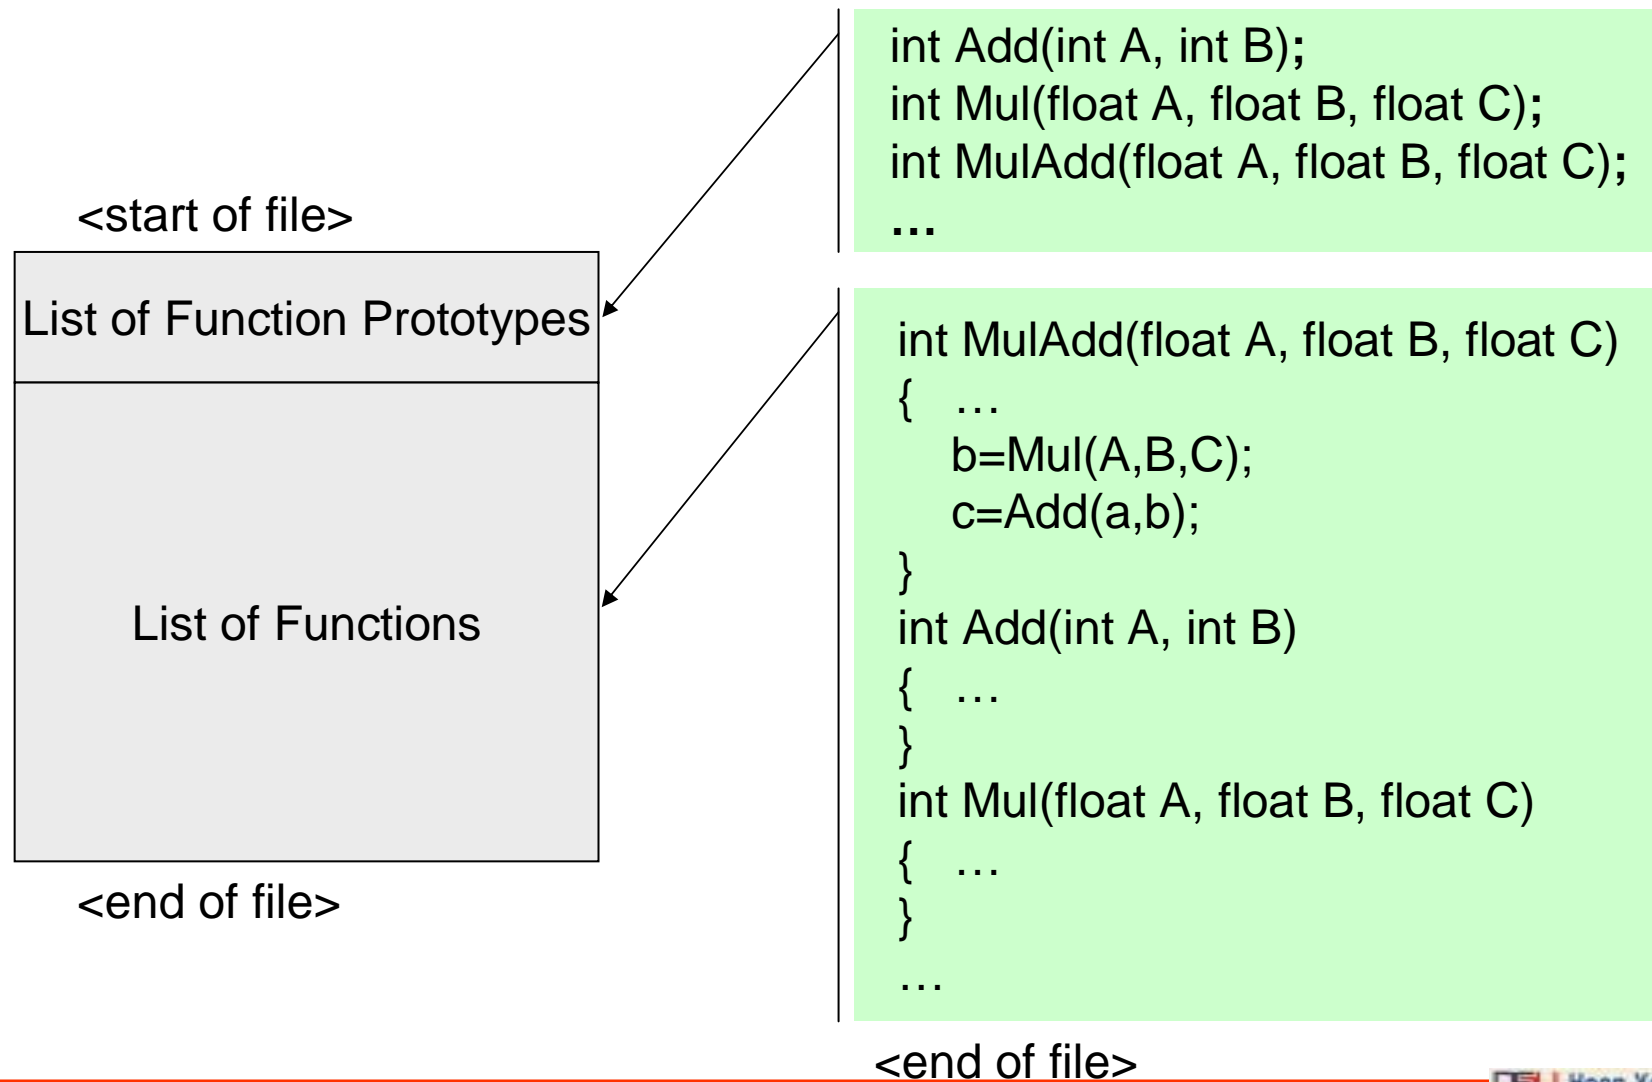 <start of file>
List of Function Prototypes
List of Functions
<end of file>
int Add(int A, int B);
int Mul(float A, float B, float C);
int MulAdd(float A, float B, float C);
…
int MulAdd(float A, float B, float C)
{ …
b=Mul(A,B,C);
c=Add(a,b);
}
int Add(int A, int B)
{ …
}
int Mul(float A, float B, float C)
{ …
}
…
<end of file>